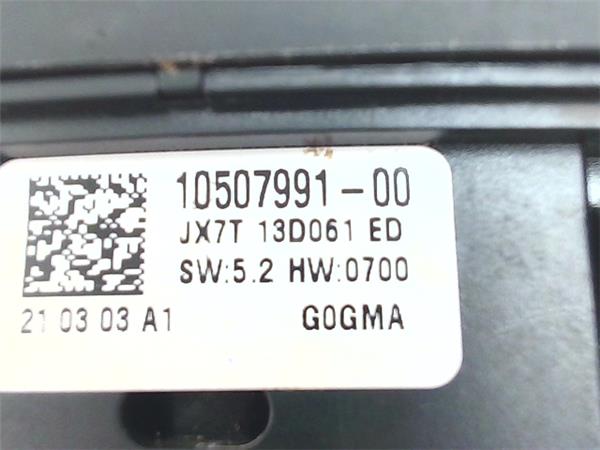 10507991-00
JX7T 13D061 ED
SW:5.2 HW:0700
21 03 03 A1 G0GMA